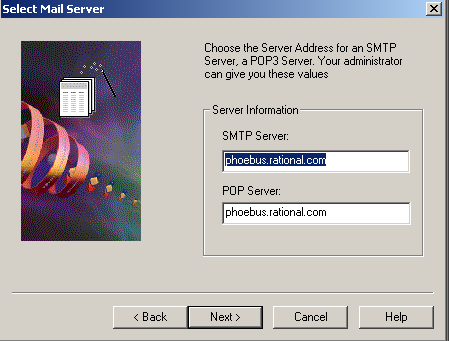 Select Mail Server
Choose the Server Address for an SMTP
Server, a POP3 Server. Your administrator
can give you these values
Server Information
SMTP Server:
phoebus.rational.com
POP Server:
phoebus.rational.com
< Back
Next >
Cancel
Help